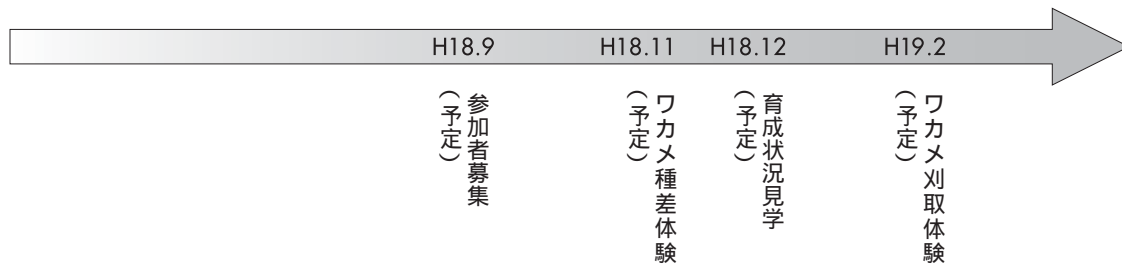 H18.9
H18.11
H18.12
H19.2
参加者募集
(予定)
ワカメ種差体験
(予定)
育成状況見学
(予定)
ワカメ刈取体験
(予定)